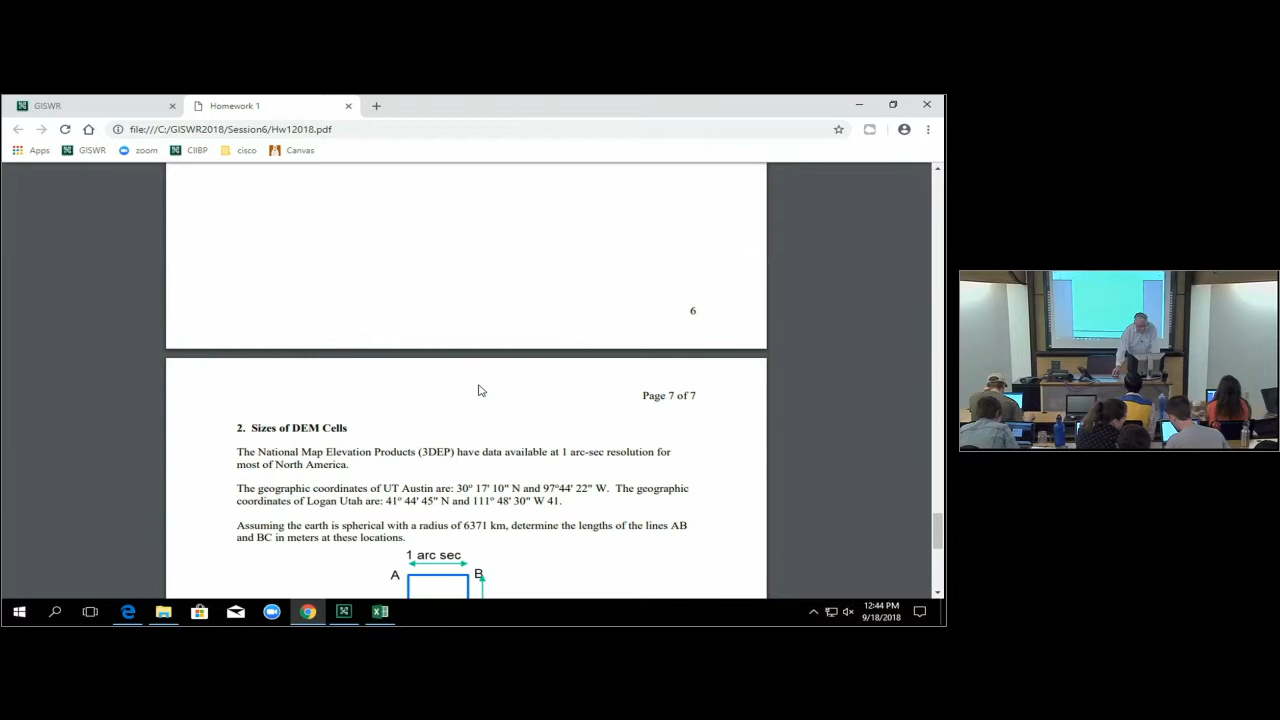 GISWR
Homework 1
file:///C:/GISWR2018/Session6/Hw12018.pdf
Apps
GISWR
zoom
CIIBP
cisco
Canvas
6
Page 7 of 7
2. Sizes of DEM Cells
The National Map Elevation Products (3DEP) have data available at 1 arc-sec resolution for
most of North America.
The geographic coordinates of UT Austin are: 30° 17' 10" N and 97°44' 22" W. The geographic
coordinates of Logan Utah are: 41° 44' 45" N and 111° 48' 30" W 41.
Assuming the earth is spherical with a radius of 6371 km, determine the lengths of the lines AB
and BC in meters at these locations.
1 arc sec
A
B
12:44 PM
9/18/2018